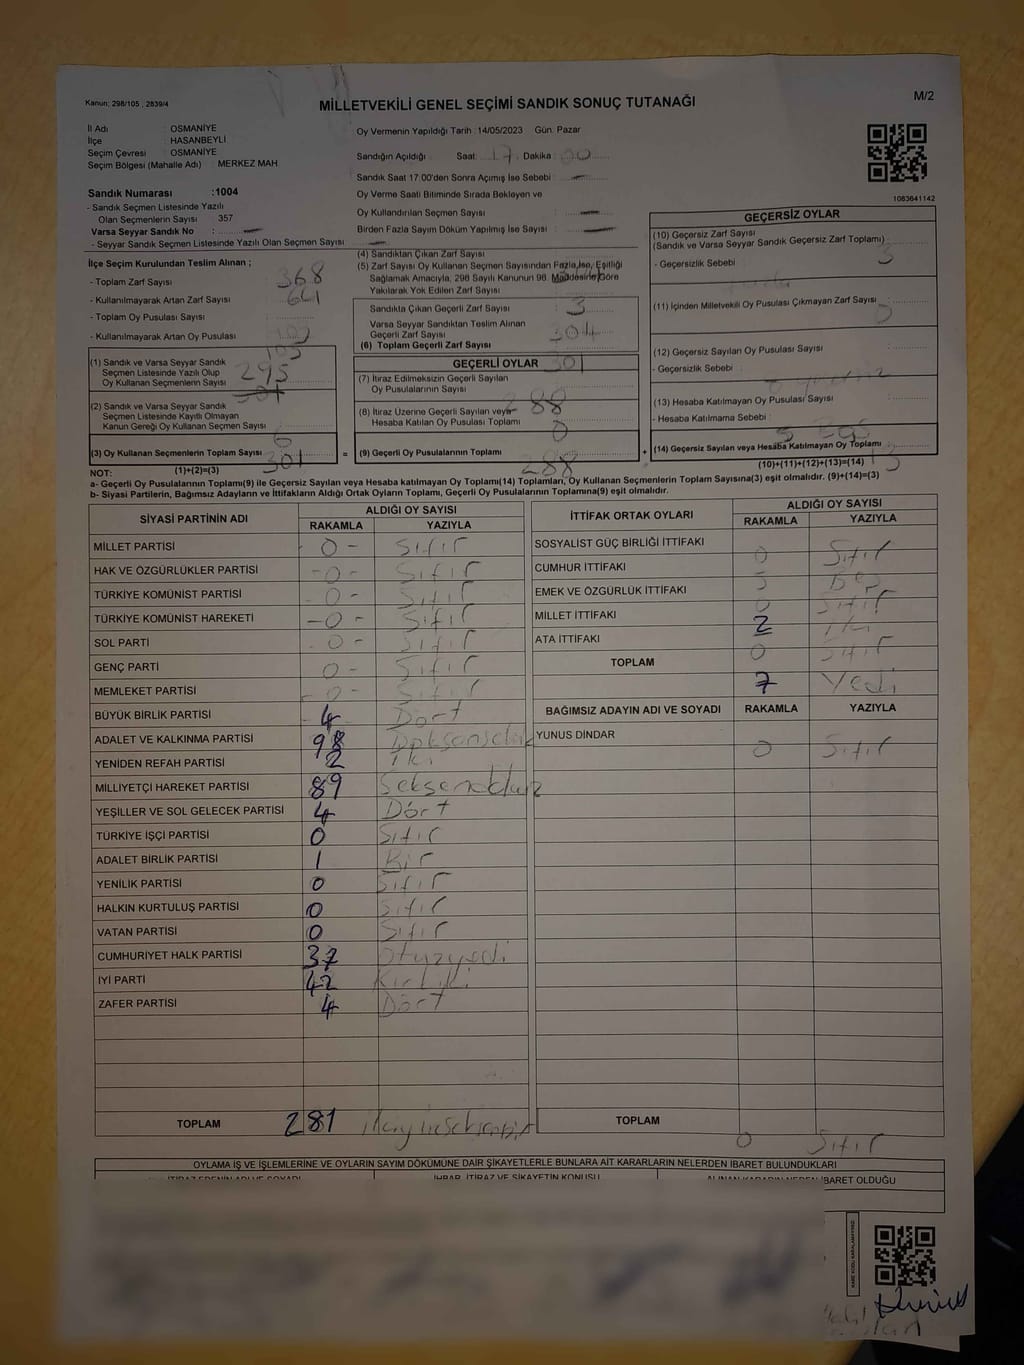 Kanun; 298/105 , 2839/4
MİLLETVEKİLİ GENEL SEÇİMİ SANDIK SONUÇ TUTANAĞI
M/2
İl Adı : OSMANİYE
İlçe : HASANBEYLİ
Seçim Çevresi : OSMANİYE
Seçim Bölgesi (Mahalle Adı) : MERKEZ MAH
Oy Vermenin Yapıldığı Tarih : 14/05/2023 Gün. Pazar
Sandığın Açıldığı : Saat: 17 Dakika : 00
Sandık Saat 17:00'den Sonra Açımış İse Sebebi :
Oy Verme Saati Bitiminde Sırada Bekleyen ve
Oy Kullandırılan Seçmen Sayısı
Birden Fazla Sayım Döküm Yapılmış İse Sayısı :
1083641142
Sandık Numarası :1004
- Sandık Seçmen Listesinde Yazılı
Olan Seçmenlerin Sayısı 357
Varsa Seyyar Sandık No :
- Seyyar Sandık Seçmen Listesinde Yazılı Olan Seçmen Sayısı
İlçe Seçim Kurulundan Teslim Alınan ;
- Toplam Zarf Sayısı : 368
- Kullanılmayarak Artan Zarf Sayısı :
- Toplam Oy Pusulası Sayısı :
- Kullanılmayarak Artan Oy Pusulası
(1) Sandık ve Varsa Seyyar Sandık
Seçmen Listesinde Yazılı Olup
Oy Kullanan Seçmenlerin Sayısı 295
301
(2) Sandık ve Varsa Seyyar Sandık
Seçmen Listesinde Kayıtlı Olmayan
Kanun Gereği Oy Kullanan Seçmen Sayısı
6
(3) Oy Kullanan Seçmenlerin Toplam Sayısı 301
(1)+(2)=(3)
(4) Sandıktan Çıkan Zarf Sayısı
(5) Zarf Sayısı Oy Kullanan Seçmen Sayısından Fazla İse, Eşitliği
Sağlamak Amacıyla, 298 Sayılı Kanunun 98. Maddesine Göre
Yakılarak Yok Edilen Zarf Sayısı
Sandıkta Çıkan Geçerli Zarf Sayısı 3
Varsa Seyyar Sandıktan Teslim Alınan
Geçerli Zarf Sayısı 304
(6) Toplam Geçerli Zarf Sayısı
GEÇERLİ OYLAR 301
(7) İtiraz Edilmeksizin Geçerli Sayılan
Oy Pusulalarının Sayısı
288
(8) İtiraz Üzerine Geçerli Sayılan veya
Hesaba Katılan Oy Pusulası Toplamı
0
= (9) Geçerli Oy Pusulalarının Toplamı 288 +
GEÇERSİZ OYLAR
(10) Geçersiz Zarf Sayısı
(Sandık ve Varsa Seyyar Sandık Geçersiz Zarf Toplamı) 3
- Geçersizlik Sebebi :
(11) İçinden Milletvekili Oy Pusulası Çıkmayan Zarf Sayısı
(12) Geçersiz Sayılan Oy Pusulası Sayısı
- Geçersizlik Sebebi :
(13) Hesaba Katılmayan Oy Pusulası Sayısı
- Hesaba Katılmama Sebebi :
(14) Geçersiz Sayılan veya Hesaba Katılmayan Oy Toplamı : 13
(10)+(11)+(12)+(13)=(14)
NOT:
a- Geçerli Oy Pusulalarının Toplamı(9) ile Geçersiz Sayılan veya Hesaba katılmayan Oy Toplamı(14) Toplamları, Oy Kullanan Seçmenlerin Toplam Sayısına(3) eşit olmalıdır. (9)+(14)=(3)
b- Siyasi Partilerin, Bağımsız Adayların ve İttifakların Aldığı Ortak Oyların Toplamı, Geçerli Oy Pusulalarının Toplamına(9) eşit olmalıdır.
SİYASİ PARTİNİN ADI
ALDIĞI OY SAYISI
RAKAMLA YAZIYLA
MİLLET PARTİSİ - 0 - Sıfır
HAK VE ÖZGÜRLÜKLER PARTİSİ - 0 - Sıfır
TÜRKİYE KOMÜNİST PARTİSİ - 0 - Sıfır
TÜRKİYE KOMÜNİST HAREKETİ - 0 - Sıfır
SOL PARTİ - 0 - Sıfır
GENÇ PARTİ 0 - Sıfır
MEMLEKET PARTİSİ - 0 - Sıfır
BÜYÜK BİRLİK PARTİSİ 4 Dört
ADALET VE KALKINMA PARTİSİ 98 Doksansekiz
YENİDEN REFAH PARTİSİ 2 İki
MİLLİYETÇİ HAREKET PARTİSİ 89 Seksendokuz
YEŞİLLER VE SOL GELECEK PARTİSİ 4 Dört
TÜRKİYE İŞÇİ PARTİSİ 0 Sıfır
ADALET BİRLİK PARTİSİ 1 Bir
YENİLİK PARTİSİ 0 Sıfır
HALKIN KURTULUŞ PARTİSİ 0 Sıfır
VATAN PARTİSİ 0 Sıfır
CUMHURİYET HALK PARTİSİ 37 Otuzyedi
İYİ PARTİ 42 Kırkiki
ZAFER PARTİSİ 4 Dört
TOPLAM 281 ikiyüzseksenbir
İTTİFAK ORTAK OYLARI
ALDIĞI OY SAYISI
RAKAMLA YAZIYLA
SOSYALİST GÜÇ BİRLİĞİ İTTİFAKI 0 Sıfır
CUMHUR İTTİFAKI 5 Beş
EMEK VE ÖZGÜRLÜK İTTİFAKI 0 Sıfır
MİLLET İTTİFAKI 2 İki
ATA İTTİFAKI 0 Sıfır
TOPLAM 7 Yedi
BAĞIMSIZ ADAYIN ADI VE SOYADI RAKAMLA YAZIYLA
YUNUS DİNDAR 0 Sıfır
TOPLAM 0 Sıfır
OYLAMA İŞ VE İŞLEMLERİNE VE OYLARIN SAYIM DÖKÜMÜNE DAİR ŞİKAYETLERLE BUNLARA AİT KARARLARIN NELERDEN İBARET BULUNDUKLARI
İTİRAZ EDENİN ADI VE SOYADI İHBAR, İTİRAZ VE ŞİKAYETİN KONUSU ALINAN KARARIN NEDEN İBARET OLDUĞU